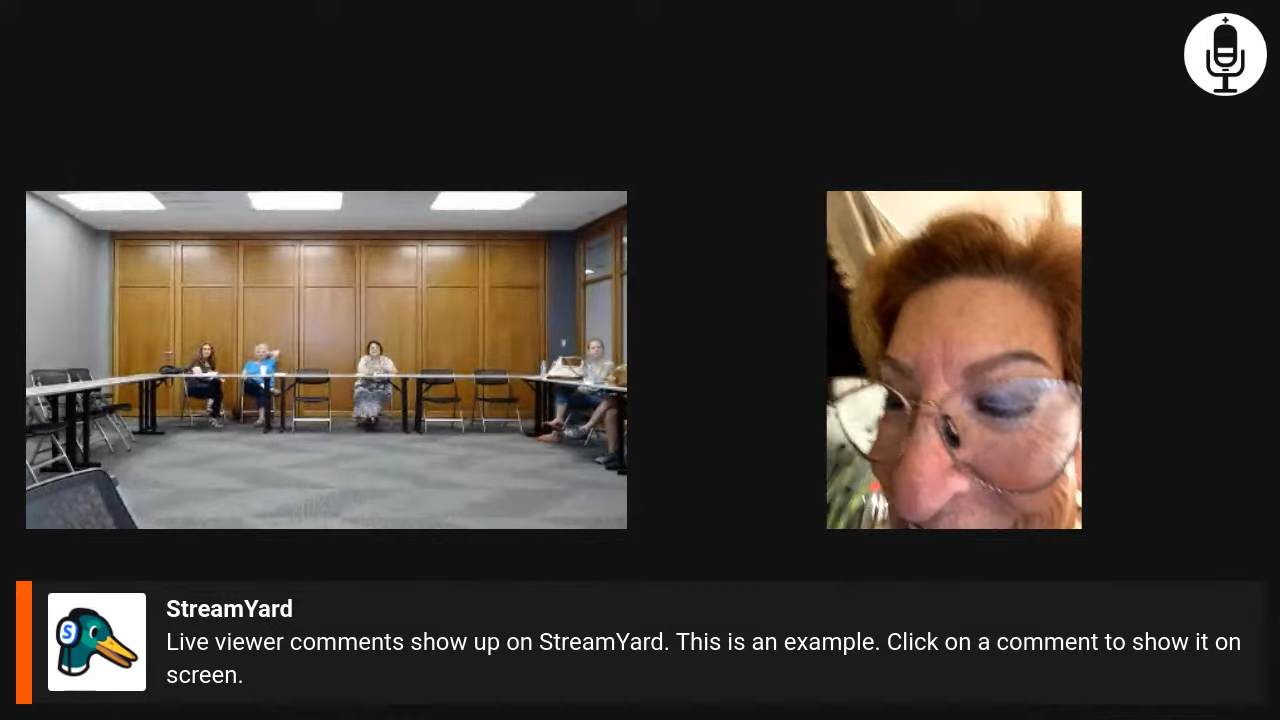 StreamYard
Live viewer comments show up on StreamYard. This is an example. Click on a comment to show it on
screen.
S